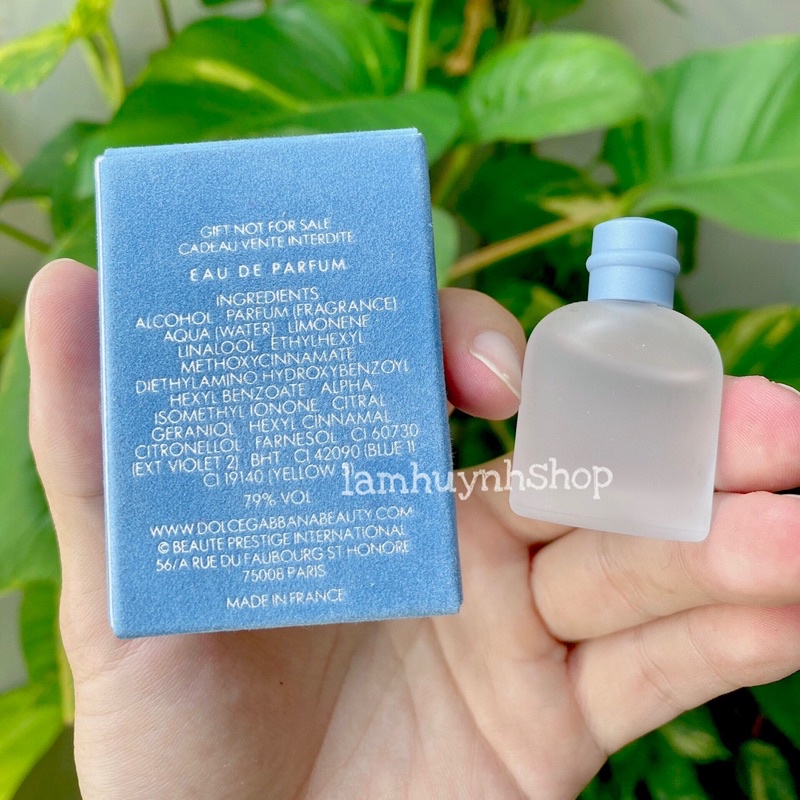 GIFT NOT FOR SALE
CADEAU VENTE INTERDITE
EAU DE PARFUM
INGREDIENTS
ALCOHOL PARFUM (FRAGRANCE)
AQUA (WATER) LIMONENE
LINALOOL ETHYLHEXYL
METHOXYCINNAMATE
DIETHYLAMINO HYDROXYBENZOYL
HEXYL BENZOATE ALPHA-
ISOMETHYL IONONE CITRAL
GERANIOL HEXYL CINNAMAL
CITRONELLOL FARNESOL CI 60730
(EXT VIOLET 2) BHT CI 42090 (BLUE 1)
CI 19140 (YELLOW
lamhuynhshop
79% VOL
WWW.DOLCEGABBANABEAUTY.COM
© BEAUTE PRESTIGE INTERNATIONAL
56/A RUE DU FAUBOURG ST HONORE
75008 PARIS
MADE IN FRANCE